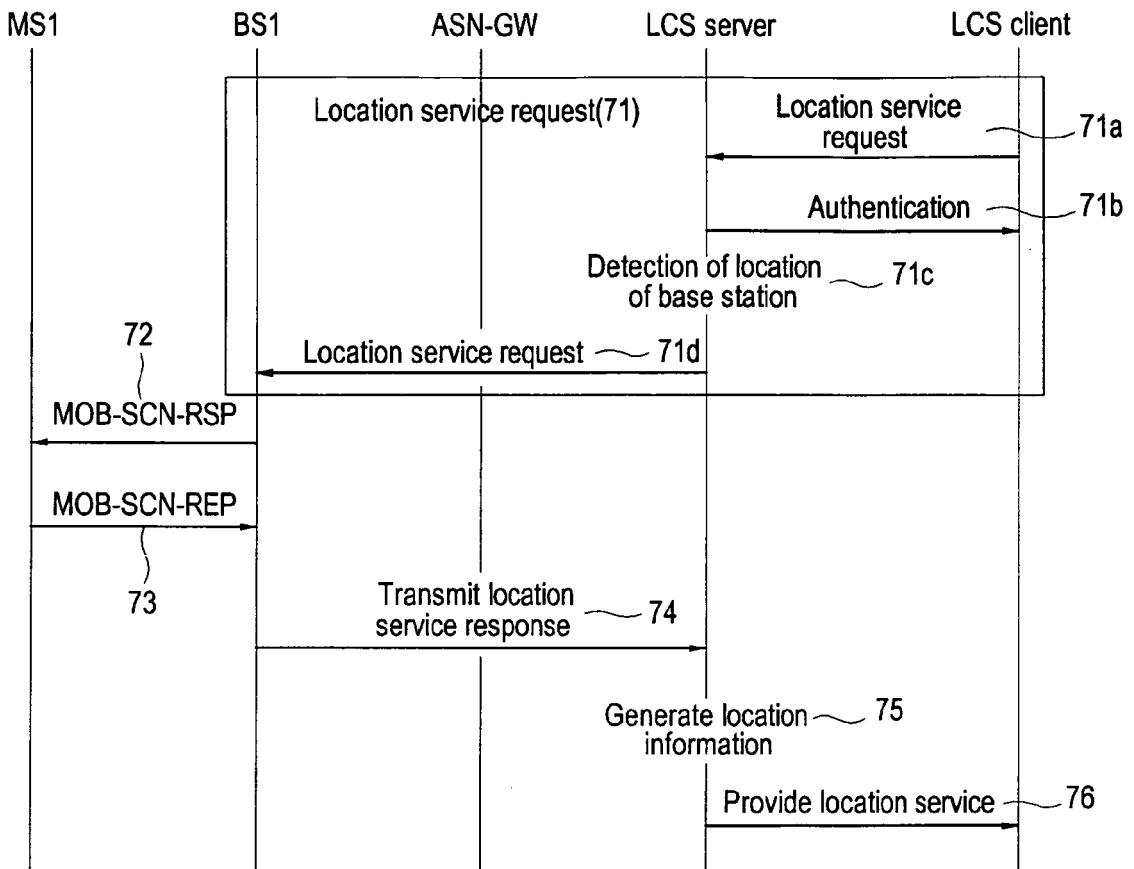 MS1 BS1 ASN-GW LCS server LCS client
Location service request(71)
Location service
request
71a
Authentication 71b
Detection of location
of base station
71c
Location service request 71d
72
MOB-SCN-RSP
MOB-SCN-REP
73
Transmit location
service response
74
Generate location
information
75
Provide location service 76